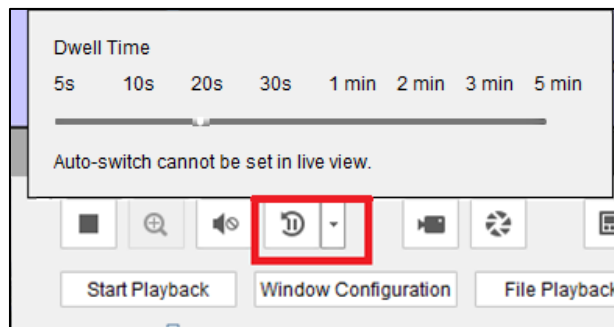 Dwell Time
5s 10s 20s 30s 1 min 2 min 3 min 5 min
Auto-switch cannot be set in live view.
Start Playback Window Configuration File Playback